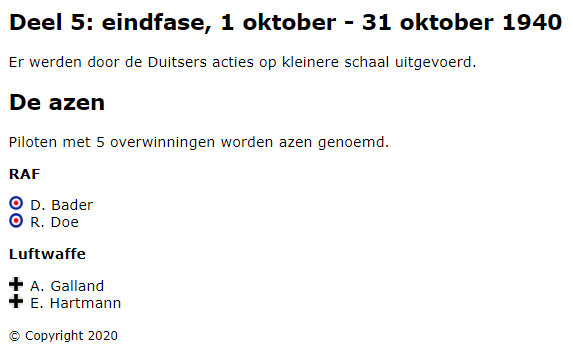 Deel 5: eindfase, 1 oktober - 31 oktober 1940
Er werden door de Duitsers acties op kleinere schaal uitgevoerd.
De azen
Piloten met 5 overwinningen worden azen genoemd.
RAF
D. Bader
R. Doe
Luftwaffe
A. Galland
E. Hartmann
© Copyright 2020